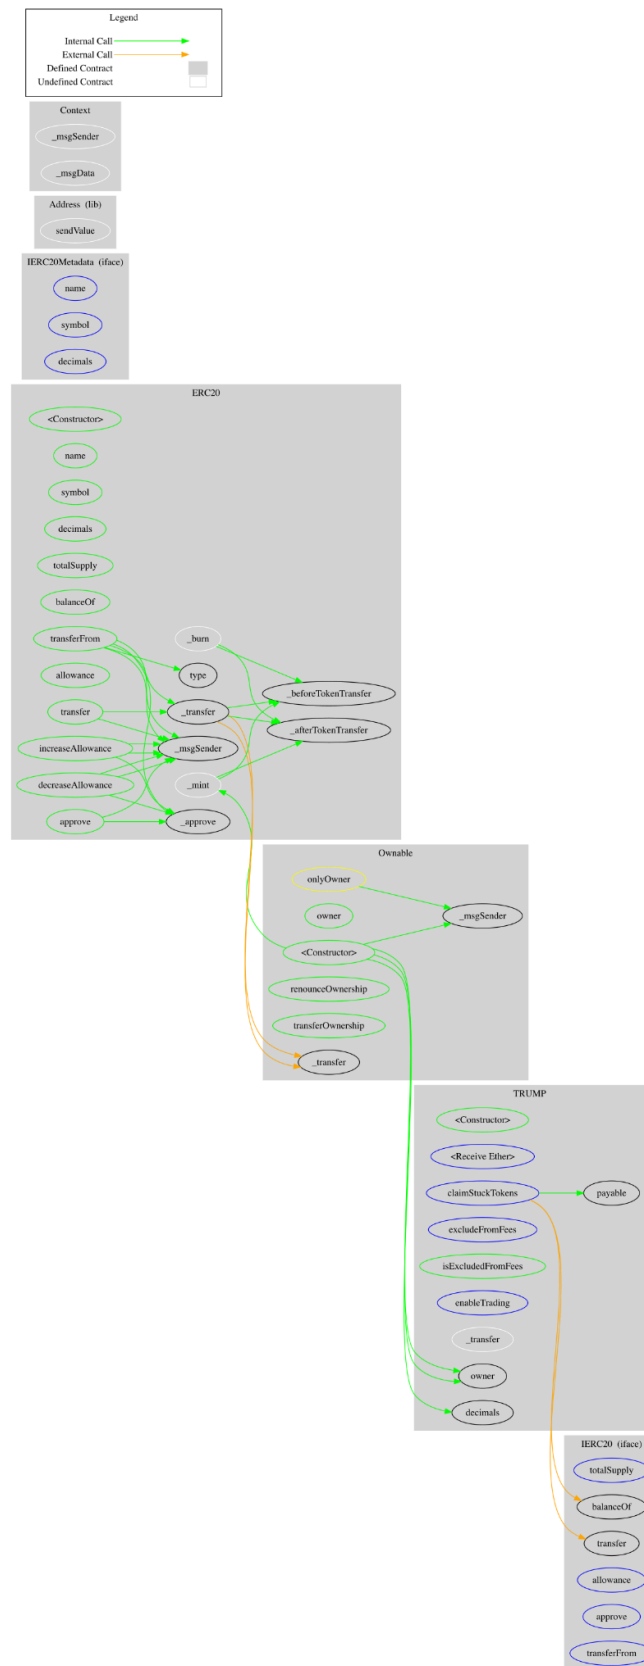 Legend
Internal Call
External Call
Defined Contract
Undefined Contract
Context
_msgSender
_msgData
Address (lib)
sendValue
IERC20Metadata (iface)
name
symbol
decimals
ERC20
<Constructor>
name
symbol
decimals
totalSupply
balanceOf
transferFrom
allowance
transfer
increaseAllowance
decreaseAllowance
approve
_burn
type
_transfer
_msgSender
_mint
_approve
_beforeTokenTransfer
_afterTokenTransfer
Ownable
onlyOwner
owner
<Constructor>
renounceOwnership
transferOwnership
_transfer
_msgSender
TRUMP
<Constructor>
<Receive Ether>
claimStuckTokens
excludeFromFees
isExcludedFromFees
enableTrading
_transfer
owner
decimals
payable
IERC20 (iface)
totalSupply
balanceOf
transfer
allowance
approve
transferFrom